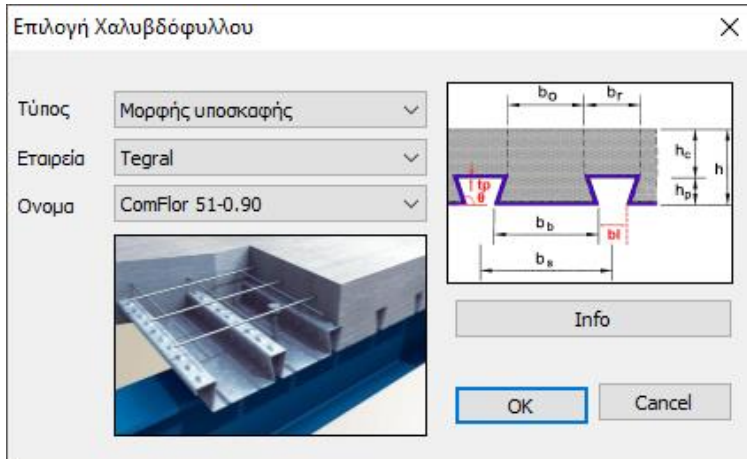 Επιλογή Χαλυβδόφυλλου
Τύπος Μορφής υποσκαφής
Εταιρεία Tegral
Ονομα ComFlor 51-0.90
bo br
hc
h
tp
hp
θ
bb
bl
bs
Info
OK Cancel